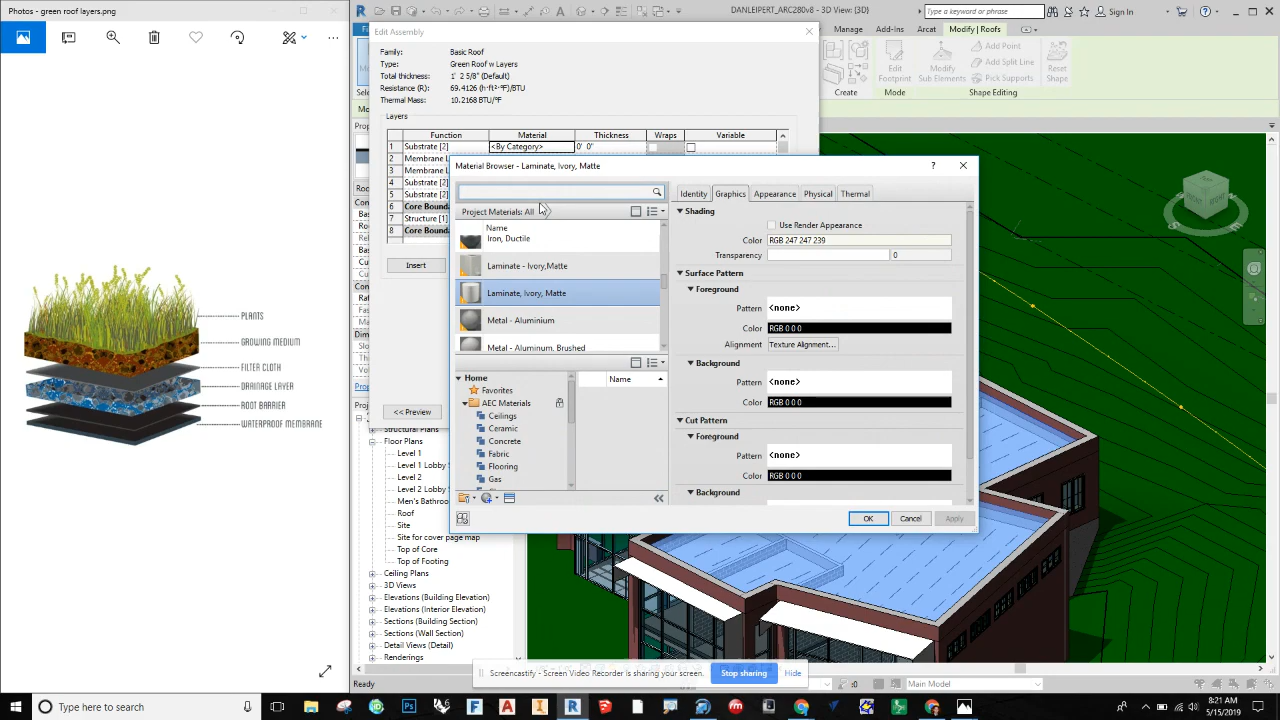 Photos - green roof layers.png
PLANTS
GROWING MEDIUM
FILTER CLOTH
DRAINAGE LAYER
ROOT BARRIER
WATERPROOF MEMBRANE
DANLEIPERT_ARC280v8 - 3D View: {3D}
Type here to search
Sign In
Manage
Add-Ins
Arcat
Modify | Roofs
Edit
Footprint
Modify
Sub Elements
Add Point
Add Split Line
Pick Supports
Reset
Shape
Create
Mode
Shape Editing
Edit Assembly
Family:
Basic Roof
Type:
Green Roof w Layers
Total thickness:
1' 2 5/8" (Default)
Resistance (R):
69.4126 (h·ft²·°F)/BTU
Thermal Mass:
10.2168 BTU/°F
Layers
Function
Material
Thickness
Wraps
Variable
1
Substrate [2]
<By Category>
0' 0"
2
Membrane L
3
Membrane L
4
Substrate [2]
5
Substrate [2]
6
Core Bound.
7
Structure [1]
8
Core Bound.
Insert
<< Preview
Material Browser - Laminate, Ivory, Matte
?
Project Materials: All
Name
Iron, Ductile
Laminate - Ivory,Matte
Laminate, Ivory, Matte
Metal - Aluminium
Metal - Aluminum, Brushed
Home
Favorites
AEC Materials
Ceilings
Ceramic
Concrete
Fabric
Flooring
Gas
Name
Identity
Graphics
Appearance
Physical
Thermal
Shading
Use Render Appearance
Color
RGB 247 247 239
Transparency
0
Surface Pattern
Foreground
Pattern
<none>
Color
RGB 0 0 0
Alignment
Texture Alignment...
Background
Pattern
<none>
Color
RGB 0 0 0
Cut Pattern
Foreground
Pattern
<none>
Color
RGB 0 0 0
Background
OK
Cancel
Apply
Structural Plans
Floor Plans
Level 1
Level 1 Lobby
Level 2
Level 2 Lobby
Men's Bathroo
Roof
Site
Site for cover page map
Top of Core
Top of Footing
Ceiling Plans
3D Views
Elevations (Building Elevation)
Elevations (Interior Elevation)
Sections (Building Section)
Sections (Wall Section)
Detail Views (Detail)
Renderings
Screencastify - Screen Video Recorder is sharing your screen.
Stop sharing
Hide
Ready
:0
Main Model
Type here to search
8:21 AM
5/15/2019